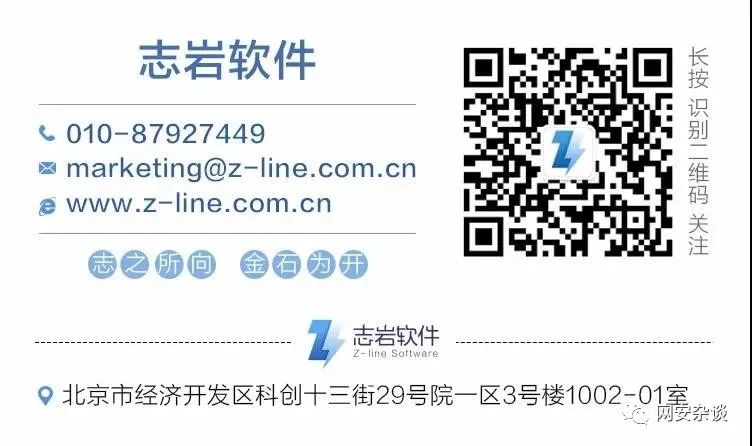 志岩软件
010-87927449
marketing@z-line.com.cn
www.z-line.com.cn
志之所向 金石为开
长按 识别二维码 关注
志岩软件
Z-line Software
北京市经济开发区科创十三街29号院一区3号楼1002-01室
网安杂谈